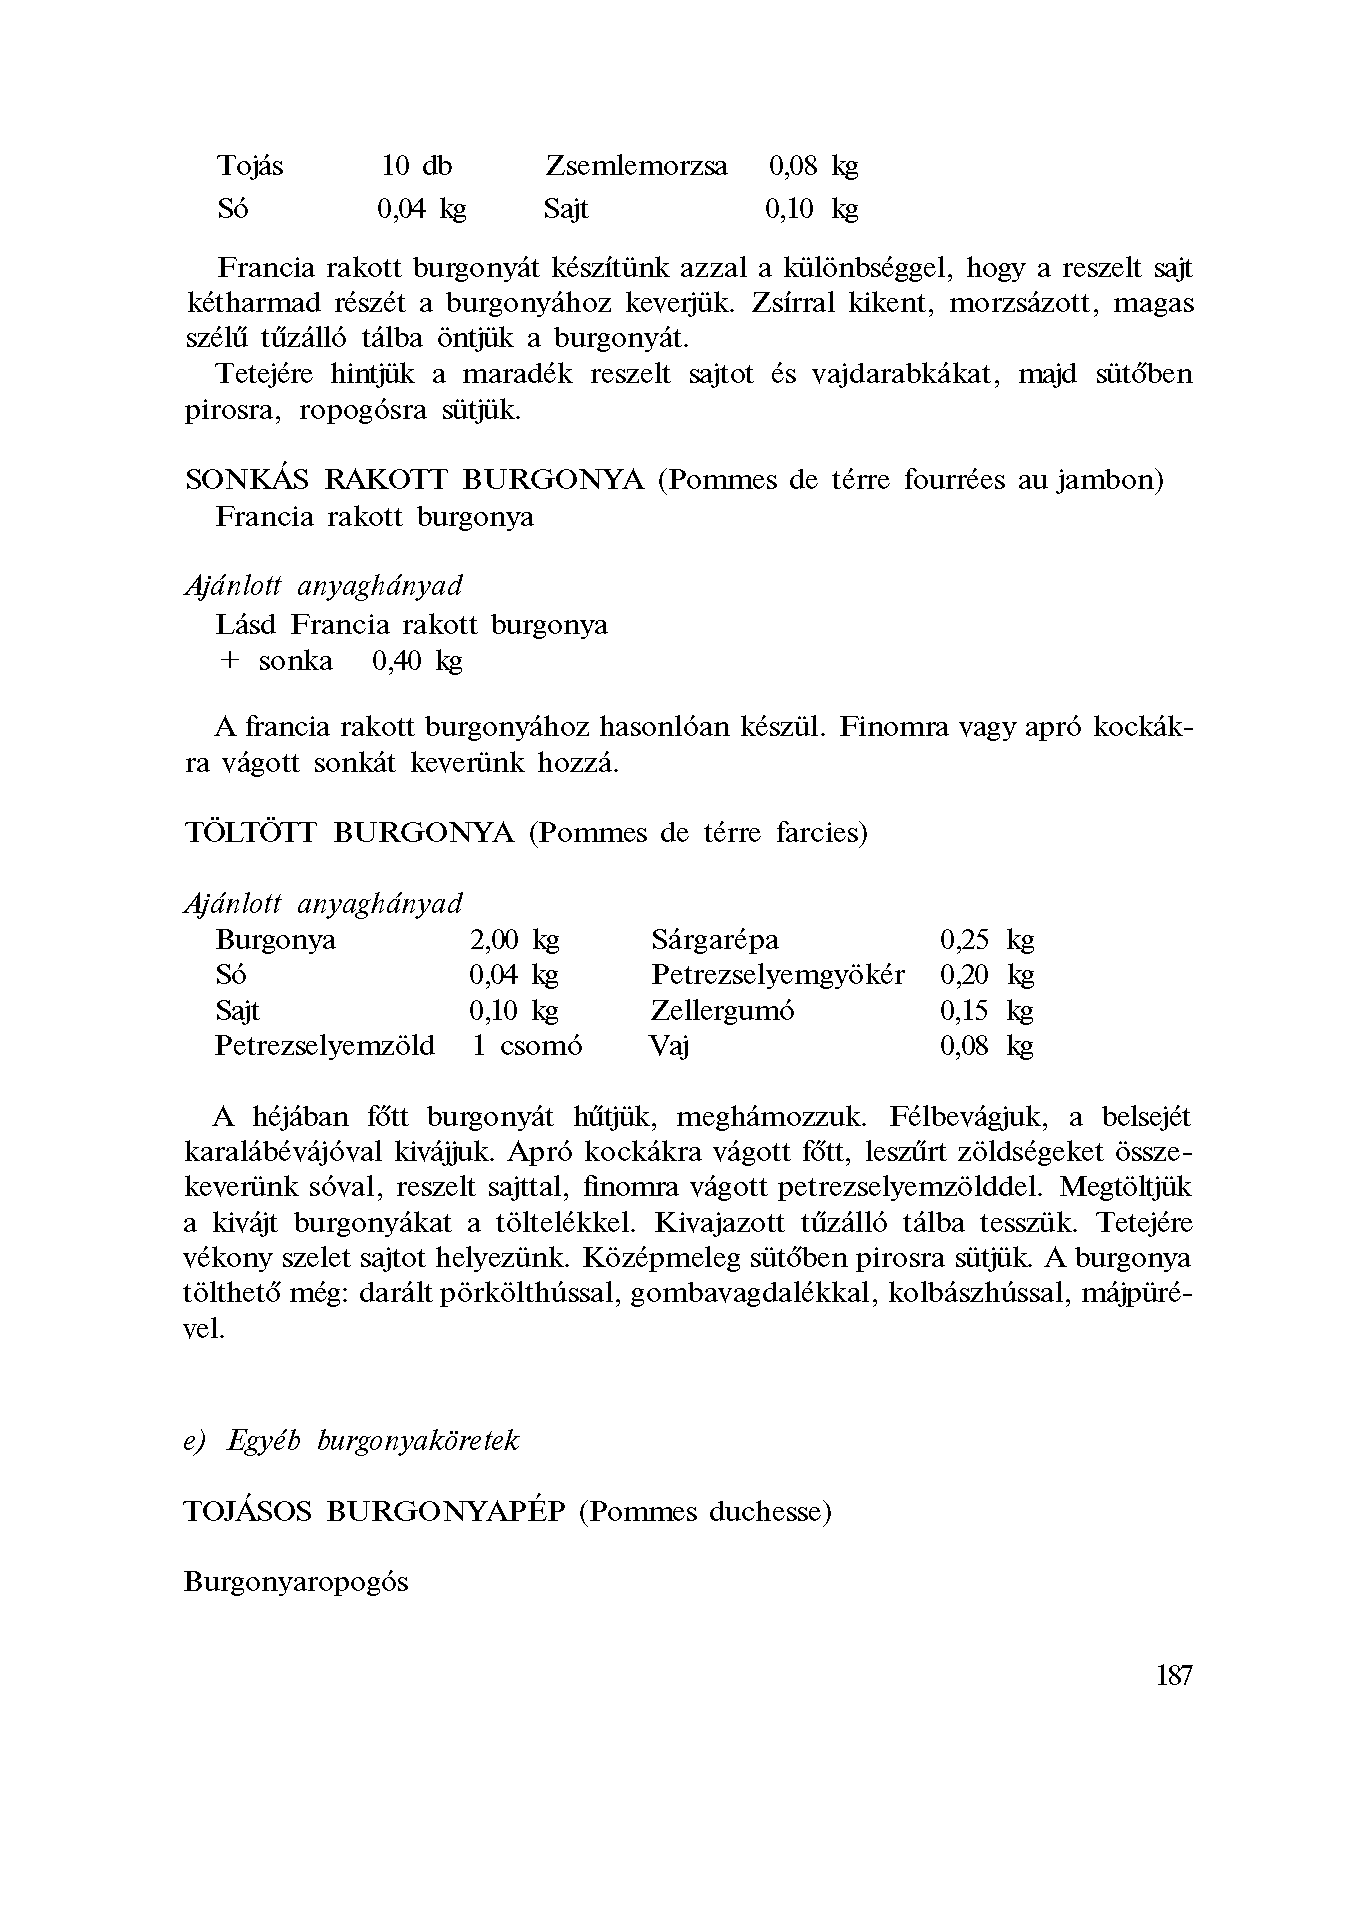 Tojás 10 db Zsemlemorzsa 0,08 kg
Só 0,04 kg Sajt 0,10 kg
Francia rakott burgonyát készítünk azzal a különbséggel, hogy a reszelt sajt
kétharmad részét a burgonyához keverjük. Zsírral kikent, morzsázott, magas
szélű tűzálló tálba öntjük a burgonyát.
Tetejére hintjük a maradék reszelt sajtot és vajdarabkákat, majd sütőben
pirosra, ropogósra sütjük.
SONKÁS RAKOTT BURGONYA (Pommes de térre fourrées au jambon)
Francia rakott burgonya
Ajánlott anyaghányad
Lásd Francia rakott burgonya
+ sonka 0,40 kg
A francia rakott burgonyához hasonlóan készül. Finomra vagy apró kockák-
ra vágott sonkát keverünk hozzá.
TÖLTÖTT BURGONYA (Pommes de térre farcies)
Ajánlott anyaghányad
Burgonya 2,00 kg Sárgarépa 0,25 kg
Só 0,04 kg Petrezselyemgyökér 0,20 kg
Sajt 0,10 kg Zellergumó 0,15 kg
Petrezselyemzöld 1 csomó Vaj 0,08 kg
A héjában főtt burgonyát hűtjük, meghámozzuk. Félbevágjuk, a belsejét
karalábévájóval kivájjuk. Apró kockákra vágott főtt, leszűrt zöldségeket össze-
keverünk sóval, reszelt sajttal, finomra vágott petrezselyemzölddel. Megtöltjük
a kivájt burgonyákat a töltelékkel. Kivajazott tűzálló tálba tesszük. Tetejére
vékony szelet sajtot helyezünk. Középmeleg sütőben pirosra sütjük. A burgonya
tölthető még: darált pörkölthússal, gombavagdalékkal, kolbászhússal, májpüré-
vel.
e) Egyéb burgonyaköretek
TOJÁSOS BURGONYAPÉP (Pommes duchesse)
Burgonyaropogós
187